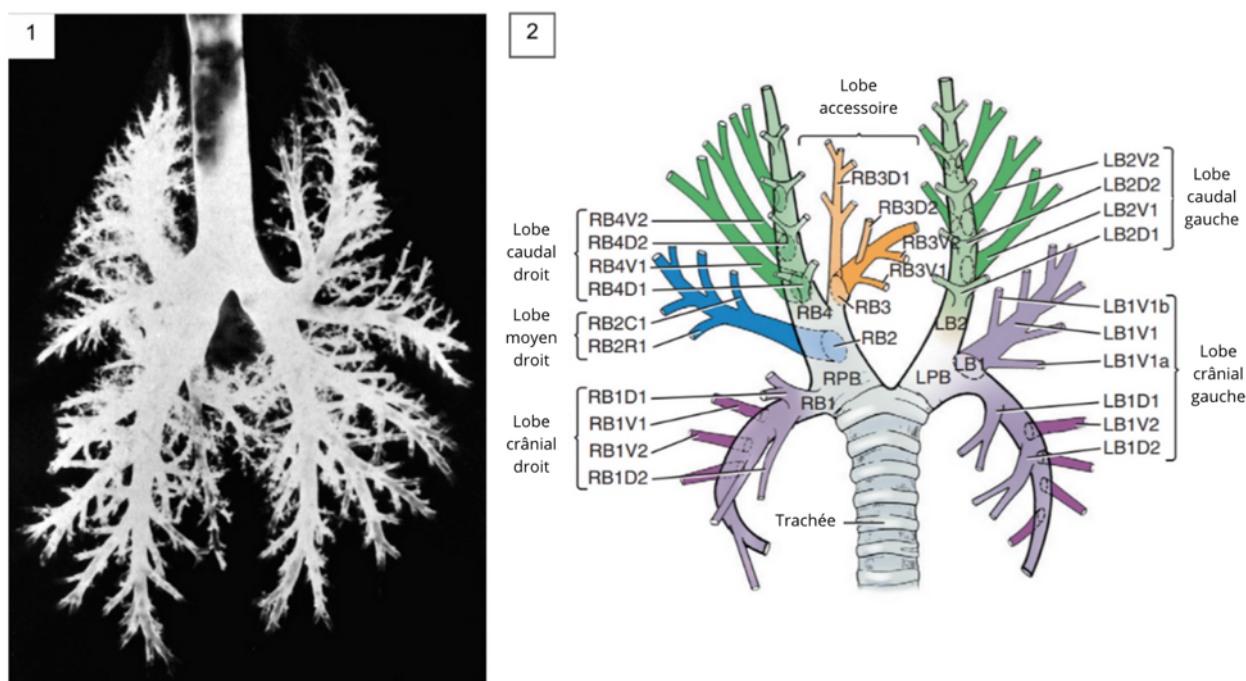 1
2
Lobe
accessoire
RB3D1
RB3D2
RB3V2
RB3V1
RB3
Lobe
caudal
droit
RB4V2
RB4D2
RB4V1
RB4D1
RB4
Lobe
moyen
droit
RB2C1
RB2R1
RB2
RPB
LPB
Lobe
crânial
droit
RB1D1
RB1V1
RB1V2
RB1D2
RB1
Trachée
LB2V2
LB2D2
LB2V1
LB2D1
Lobe
caudal
gauche
LB2
LB1
LB1V1b
LB1V1
LB1V1a
LB1D1
LB1V2
LB1D2
Lobe
crânial
gauche